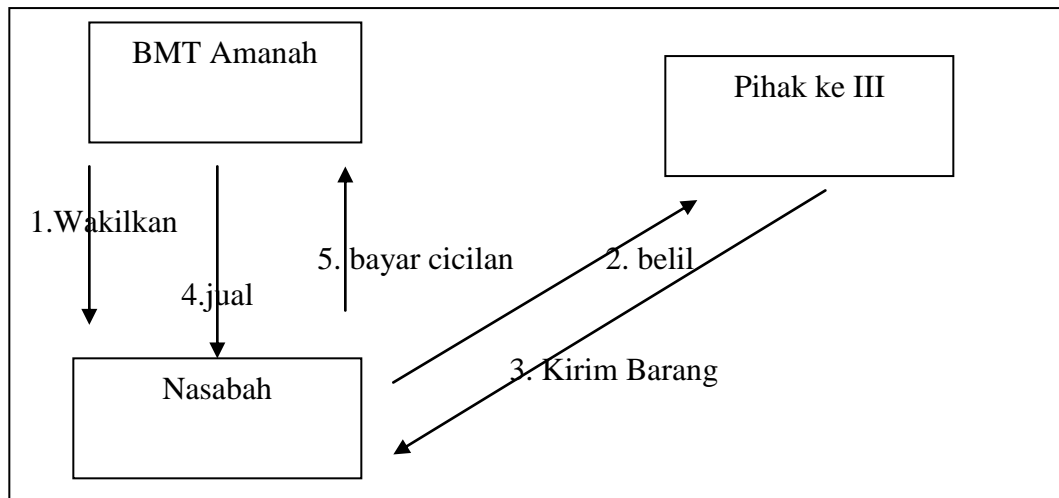 BMT Amanah
Pihak ke III
1.Wakilkan
5. bayar cicilan
2. belil
4.jual
3. Kirim Barang
Nasabah